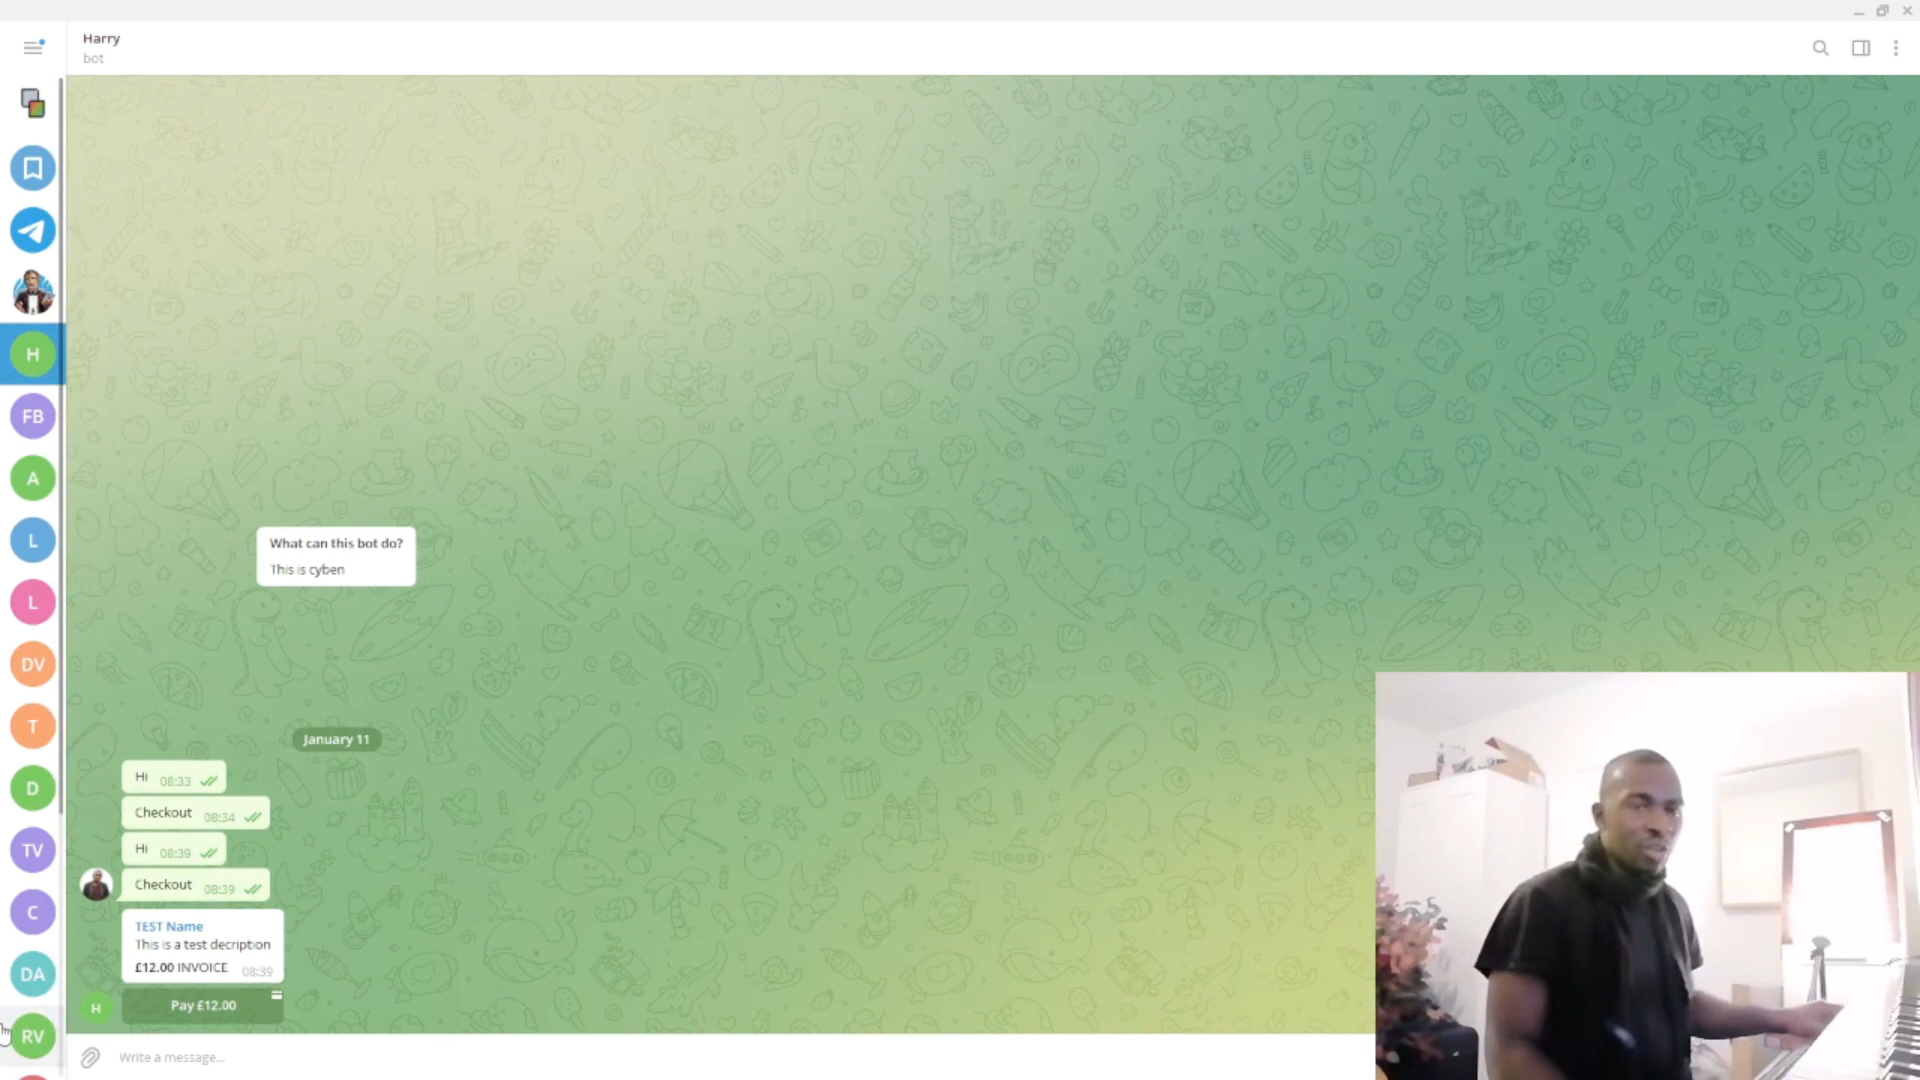 Harry
bot
H
FB
A
L
L
DV
T
D
TV
C
DA
RV
What can this bot do?
This is cyben
January 11
Hi 08:33
Checkout 08:34
Hi 08:39
Checkout 08:39
TEST Name
This is a test decription
£12.00 INVOICE 08:39
H
Pay £12.00
Write a message...